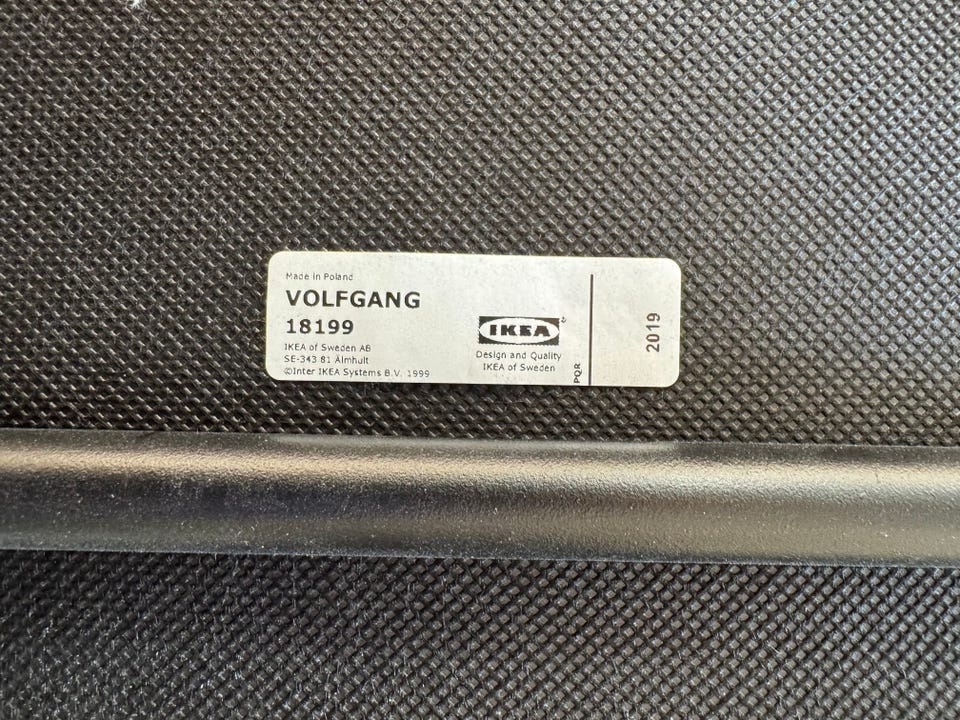 Made in Poland
VOLFGANG
18199
IKEA of Sweden AB
SE-343 81 Älmhult
©Inter IKEA Systems B.V. 1999
IKEA®
Design and Quality
IKEA of Sweden
PQR
2019